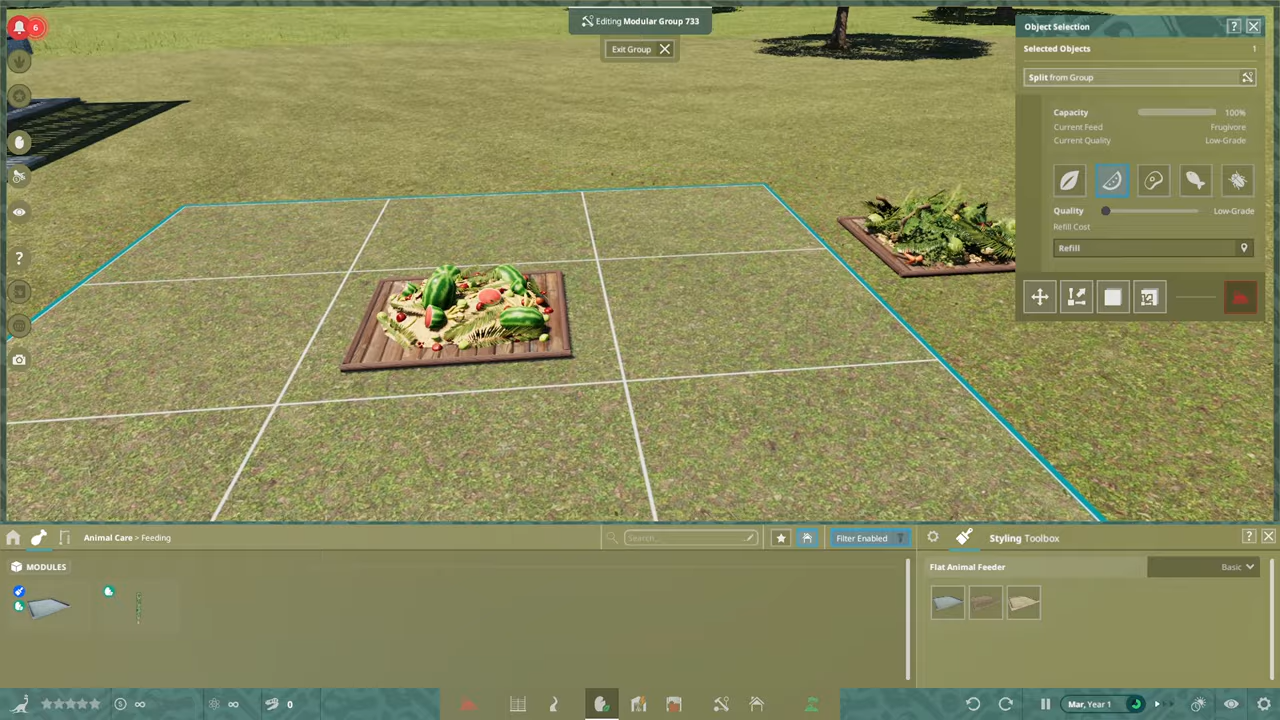 6
Editing Modular Group 733
Exit Group
Object Selection
?
Selected Objects 1
Split from Group
Capacity 100%
Current Feed Frugivore
Current Quality Low-Grade
Quality Low-Grade
Refill Cost
Refill
12
?
Animal Care > Feeding
Search...
Filter Enabled
Styling Toolbox
?
MODULES
Flat Animal Feeder
Basic
∞
∞
0
Mar, Year 1